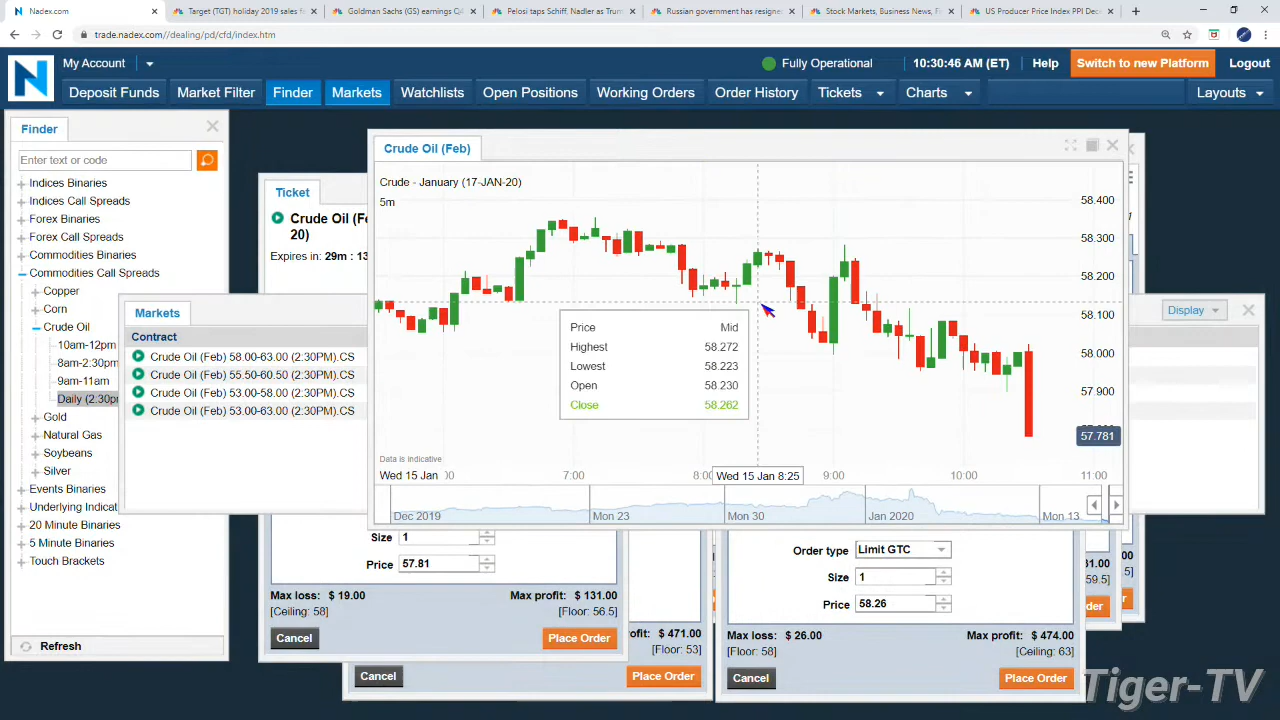 Nadex.com
Target (TGT) holiday 2019 sales f
Goldman Sachs (GS) earnings Q
Pelosi taps Schiff, Nadler as Trum
Russian government has resigne
Stock Markets, Business News, F
US Producer Price Index PPI Dec
trade.nadex.com//dealing/pd/cfd/index.htm
N
My Account
Fully Operational
10:30:46 AM (ET)
Help
Switch to new Platform
Logout
Deposit Funds
Market Filter
Finder
Markets
Watchlists
Open Positions
Working Orders
Order History
Tickets
Charts
Layouts
Finder
Enter text or code
Indices Binaries
Indices Call Spreads
Forex Binaries
Forex Call Spreads
Commodities Binaries
Commodities Call Spreads
Copper
Corn
Crude Oil
10am-12pm
8am-2:30pm
9am-11am
Daily (2:30pm
Gold
Natural Gas
Soybeans
Silver
Events Binaries
Underlying Indicat
20 Minute Binaries
5 Minute Binaries
Touch Brackets
Refresh
Ticket
Crude Oil (Fe
20)
Expires in: 29m : 13
Markets
Contract
Display
Crude Oil (Feb) 58.00-63.00 (2:30PM).CS
Crude Oil (Feb) 55.50-60.50 (2:30PM).CS
Crude Oil (Feb) 53.00-58.00 (2:30PM).CS
Crude Oil (Feb) 53.00-63.00 (2:30PM).CS
Crude Oil (Feb)
Crude - January (17-JAN-20)
5m
58.400
58.300
58.200
58.100
58.000
57.900
57.781
Price Mid
Highest 58.272
Lowest 58.223
Open 58.230
Close 58.262
Data is indicative
Wed 15 Jan
:00
7:00
8:00
Wed 15 Jan 8:25
9:00
10:00
11:00
Dec 2019
Mon 23
Mon 30
Jan 2020
Mon 13
Size 1
Price 57.81
Max loss: $ 19.00
Max profit: $ 131.00
[Ceiling: 58]
[Floor: 56.5]
Cancel
Place Order
ofit: $ 471.00
[Floor: 53]
Cancel
Place Order
Order type Limit GTC
Size 1
Price 58.26
Max loss: $ 26.00
Max profit: $ 474.00
[Floor: 58]
[Ceiling: 63]
Cancel
Place Order
31.00
59.5]
der
.00
.5]
Tiger-TV